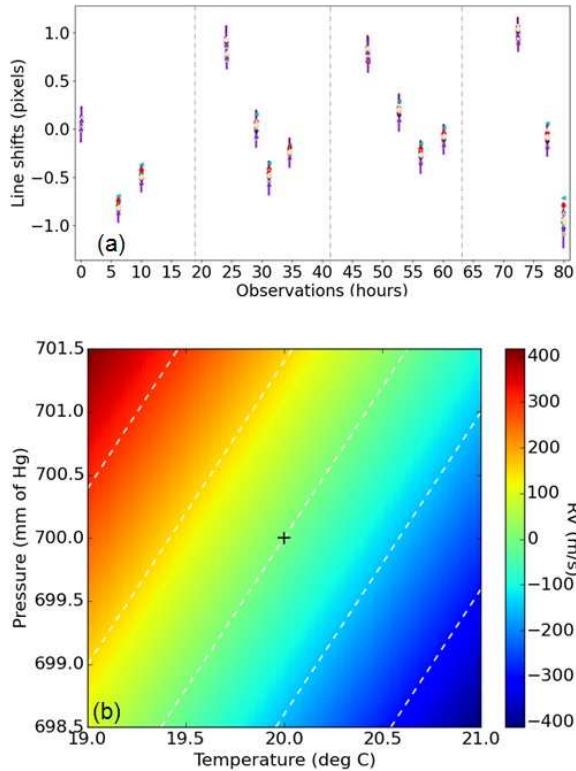 Line shifts (pixels)
1.0
0.5
0.0
−0.5
−1.0
(a)
0 5 10 15 20 25 30 35 40 45 50 55 60 65 70 75 80
Observations (hours)
Pressure (mm of Hg)
701.5
701.0
700.5
700.0
699.5
699.0
698.5
(b)
19.0 19.5 20.0 20.5 21.0
Temperature (deg C)
400
300
200
100
0
−100
−200
−300
−400
RV (m/s)